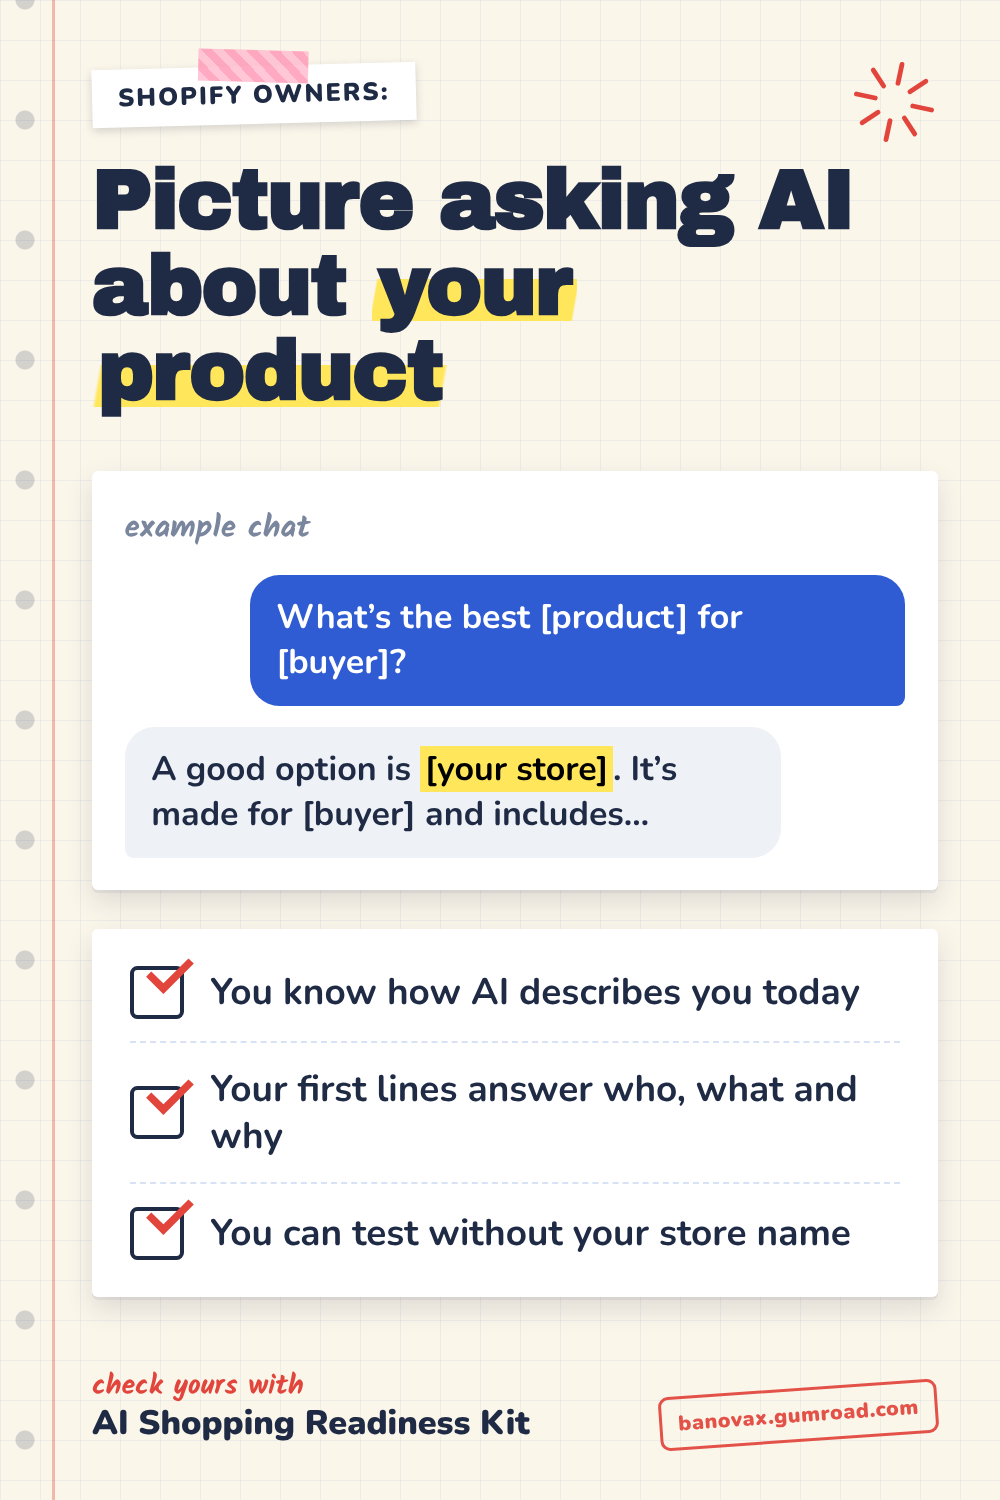 SHOPIFY OWNERS:
Picture asking AI
about your
product
example chat
What’s the best [product] for
[buyer]?
A good option is [your store]. It’s
made for [buyer] and includes...
You know how AI describes you today
Your first lines answer who, what and
why
You can test without your store name
check yours with
AI Shopping Readiness Kit
banovax.gumroad.com